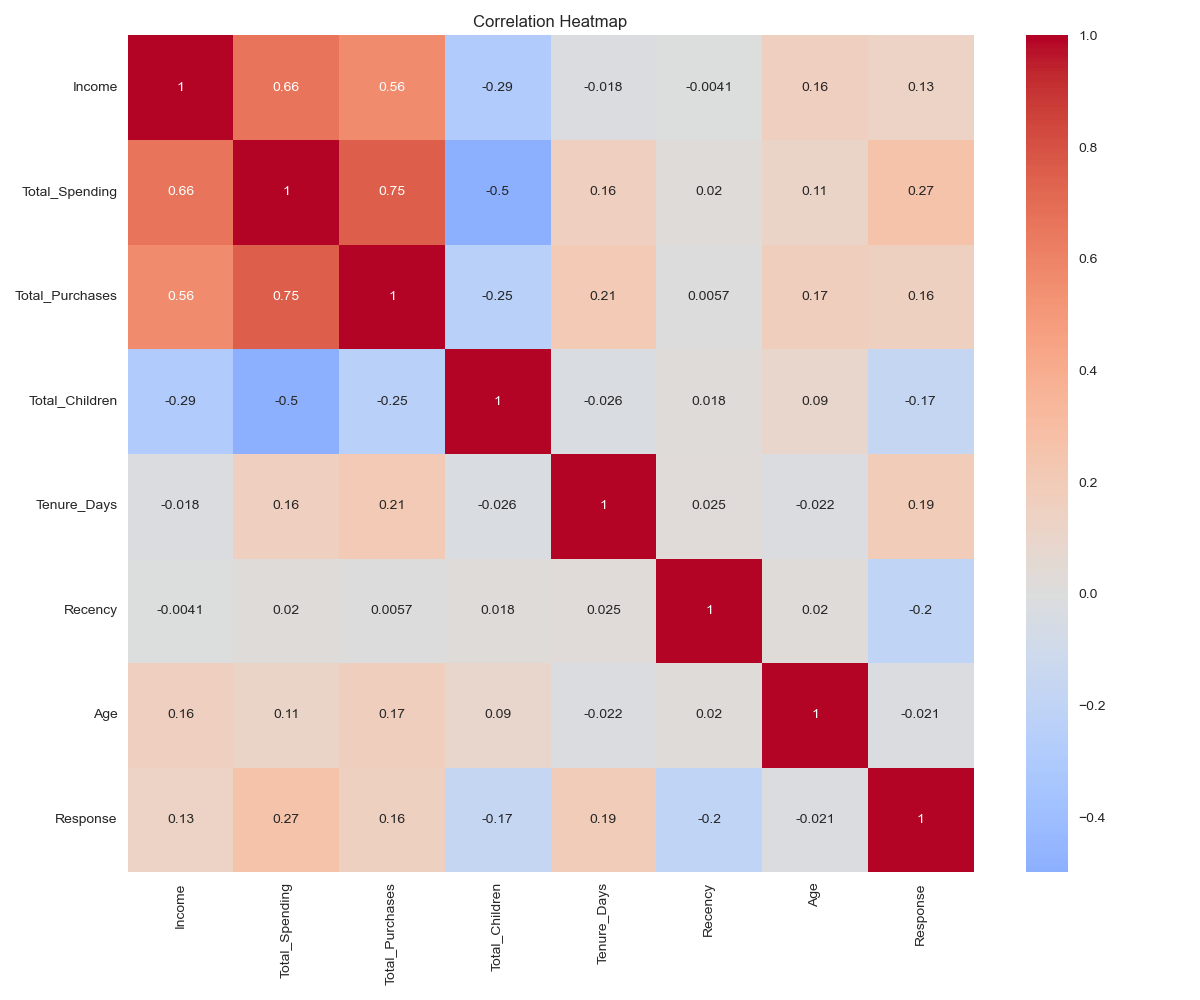 Correlation Heatmap
Income 1 0.66 0.56 -0.29 -0.018 -0.0041 0.16 0.13
Total_Spending 0.66 1 0.75 -0.5 0.16 0.02 0.11 0.27
Total_Purchases 0.56 0.75 1 -0.25 0.21 0.0057 0.17 0.16
Total_Children -0.29 -0.5 -0.25 1 -0.026 0.018 0.09 -0.17
Tenure_Days -0.018 0.16 0.21 -0.026 1 0.025 -0.022 0.19
Recency -0.0041 0.02 0.0057 0.018 0.025 1 0.02 -0.2
Age 0.16 0.11 0.17 0.09 -0.022 0.02 1 -0.021
Response 0.13 0.27 0.16 -0.17 0.19 -0.2 -0.021 1
Income
Total_Spending
Total_Purchases
Total_Children
Tenure_Days
Recency
Age
Response
1.0
0.8
0.6
0.4
0.2
0.0
−0.2
−0.4